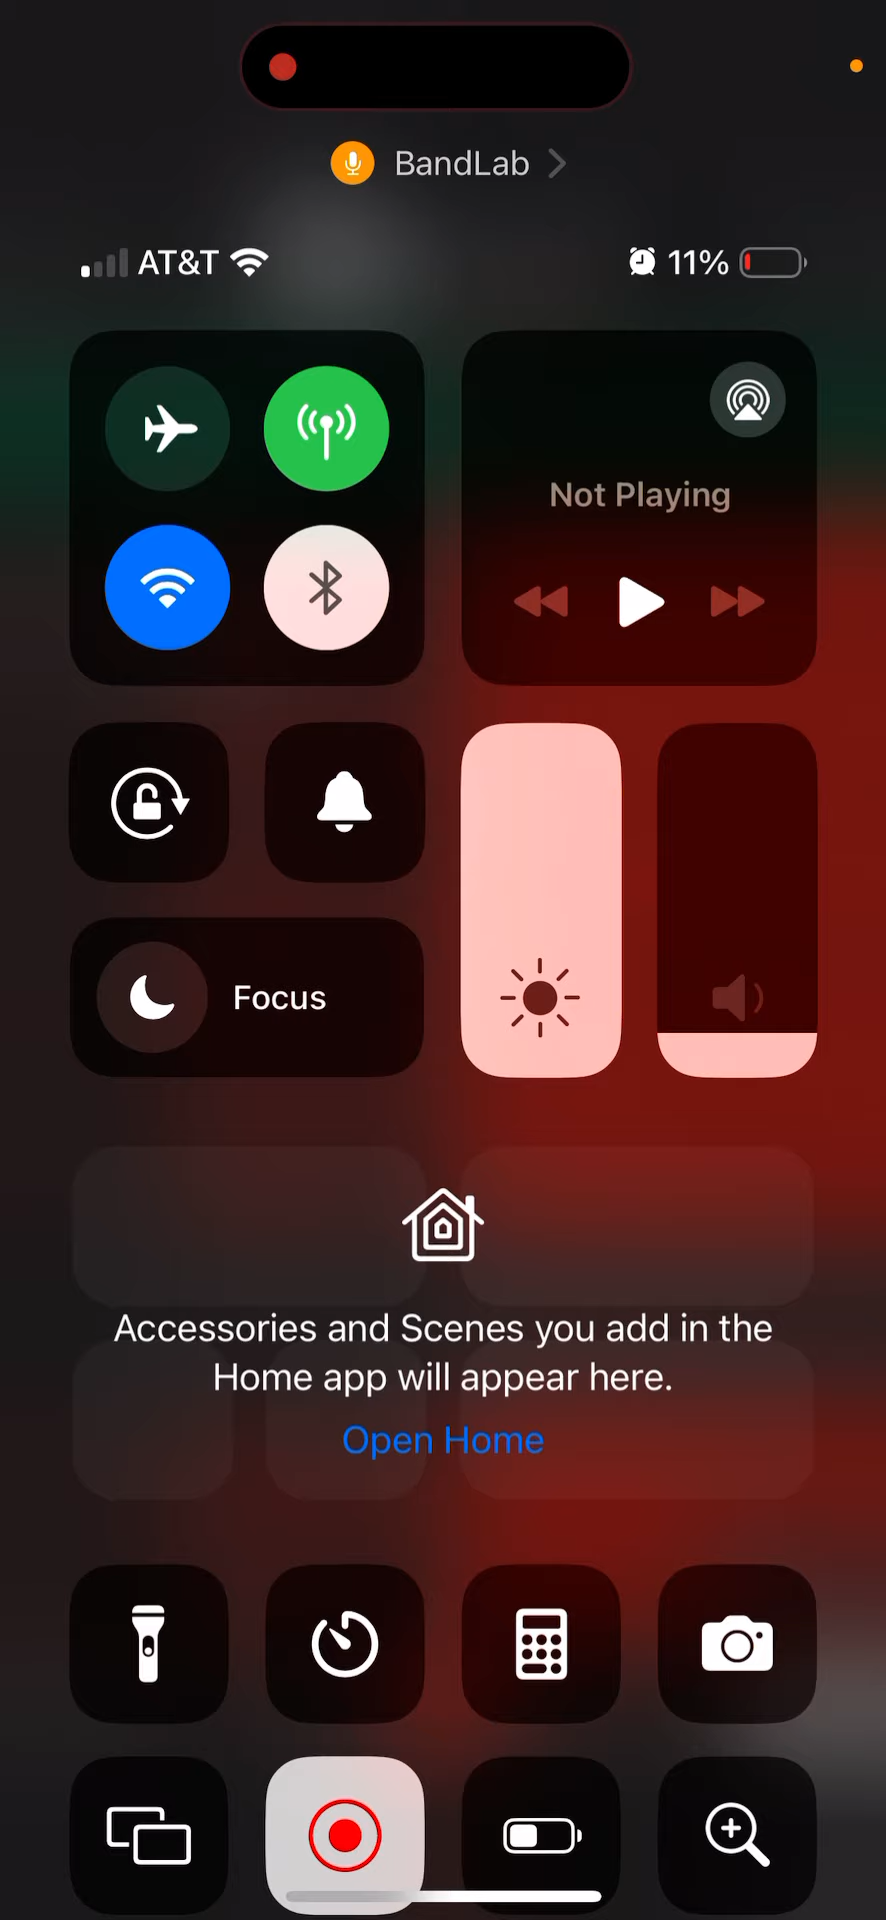 BandLab
AT&T 11%
Not Playing
Focus
Accessories and Scenes you add in the
Home app will appear here.
Open Home